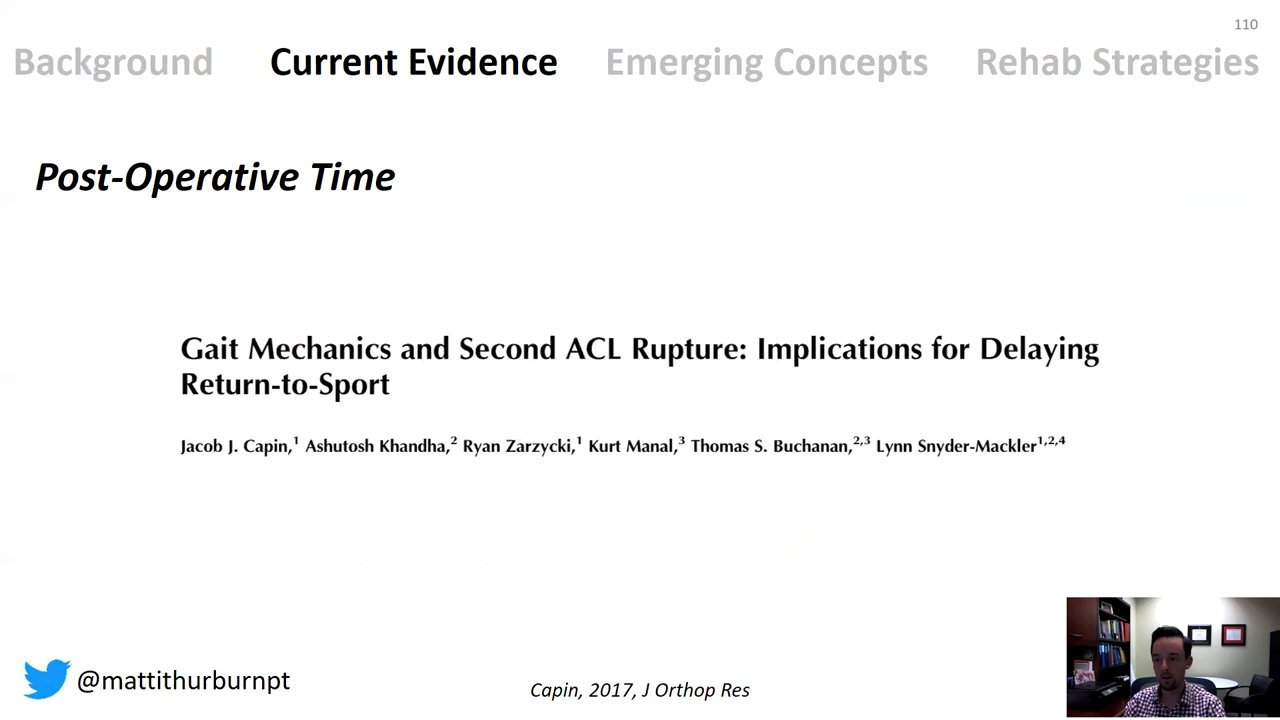 110
Background Current Evidence Emerging Concepts Rehab Strategies
Post-Operative Time
Gait Mechanics and Second ACL Rupture: Implications for Delaying
Return-to-Sport
Jacob J. Capin,1 Ashutosh Khandha,2 Ryan Zarzycki,1 Kurt Manal,3 Thomas S. Buchanan,2,3 Lynn Snyder-Mackler1,2,4
@mattithurburnpt
Capin, 2017, J Orthop Res